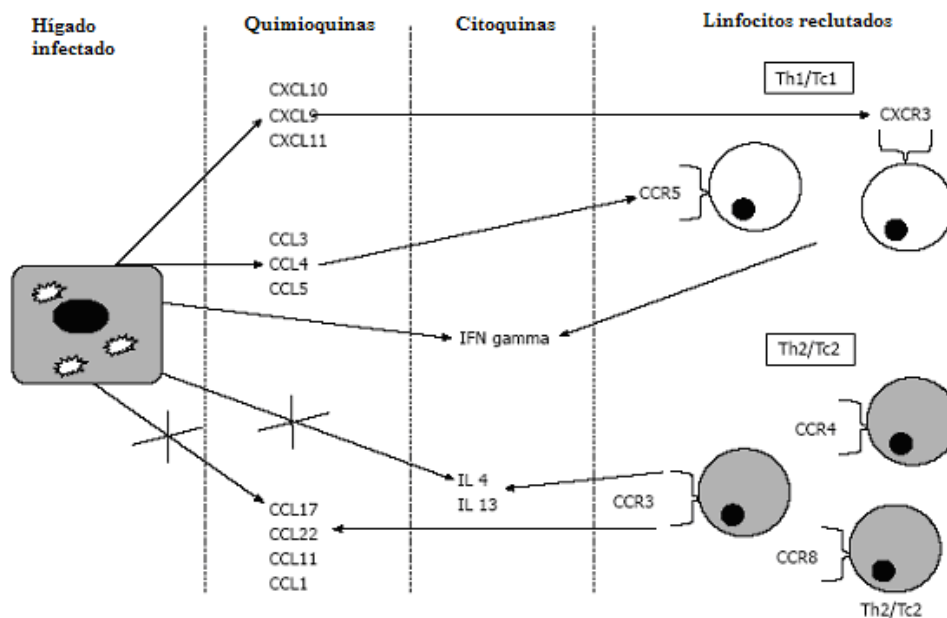 Hígado
infectado
Quimioquinas
Citoquinas
Linfocitos reclutados
CXCL10
CXCL9
CXCL11
Th1/Tc1
CXCR3
CCR5
CCL3
CCL4
CCL5
IFN gamma
Th2/Tc2
CCR4
IL 4
IL 13
CCR3
CCL17
CCL22
CCL11
CCL1
CCR8
Th2/Tc2